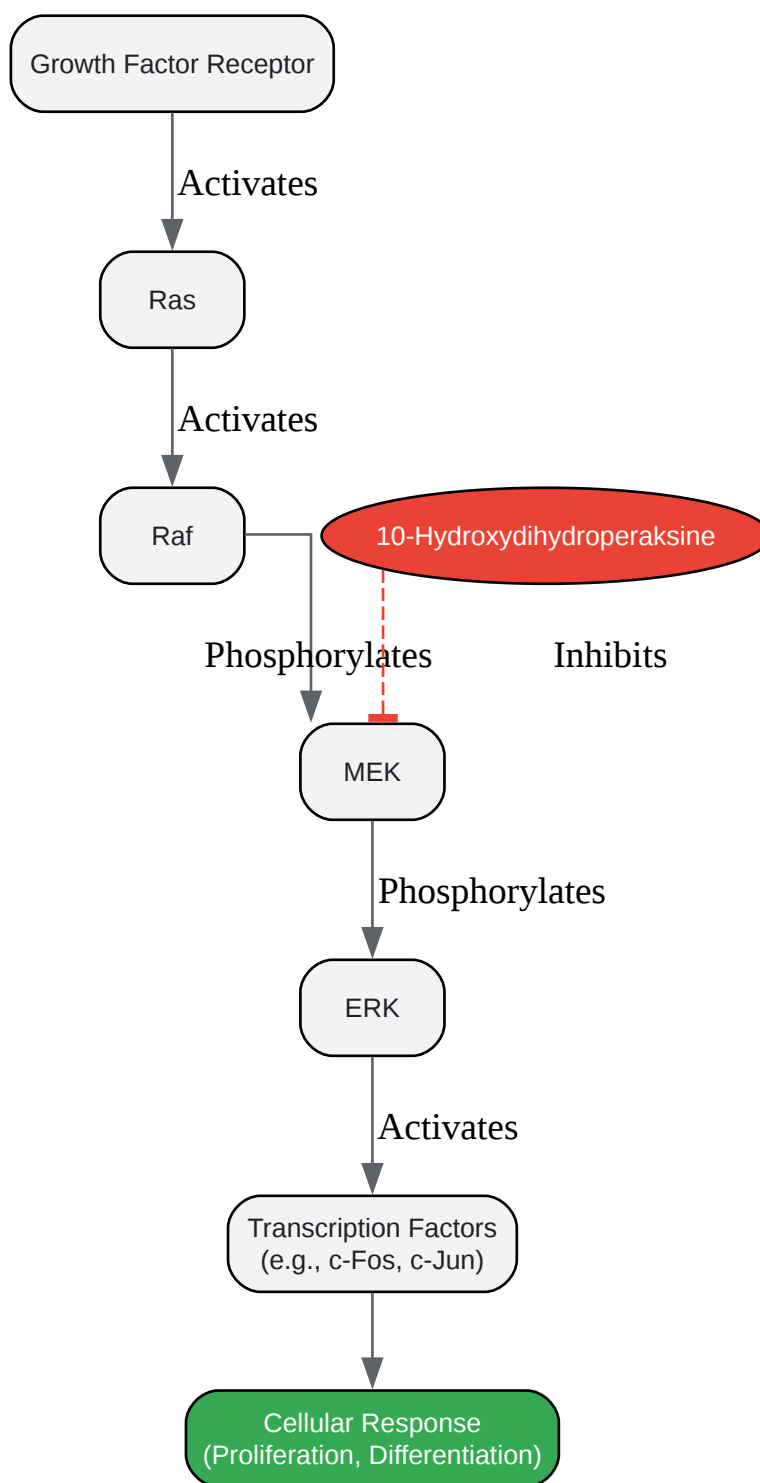 Growth Factor Receptor
Activates
Ras
Activates
Raf
10-Hydroxydihydroperaksine
Phosphorylates
Inhibits
MEK
Phosphorylates
ERK
Activates
Transcription Factors
(e.g., c-Fos, c-Jun)
Cellular Response
(Proliferation, Differentiation)